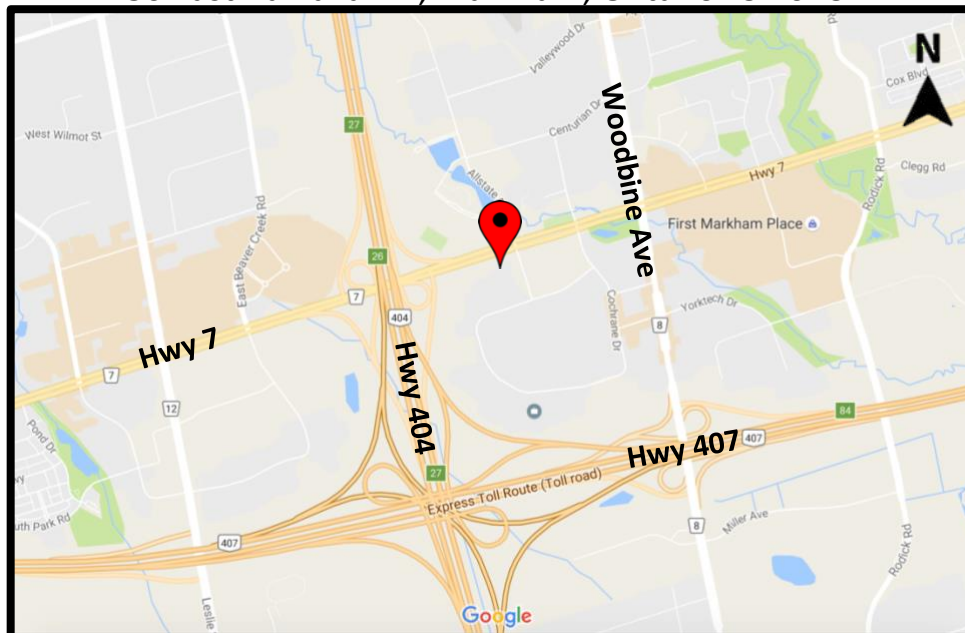 N
Valleywood Dr
Cox Blvd
27
West Wilmot St
Centurian Dr
Woodbine Ave
Hwy 7
Clegg Rd
Rodick Rd
Allstate
East Beaver Creek Rd
First Markham Place
26
7
404
Cochrane Dr
Yorktech Dr
8
Hwy 7
7
Hwy 404
12
84
Pond Dr
Hwy 407
407
27
Express Toll Route (Toll road)
uth Park Rd
8
Miller Ave
407
Rodick Rd
Leslie
Google